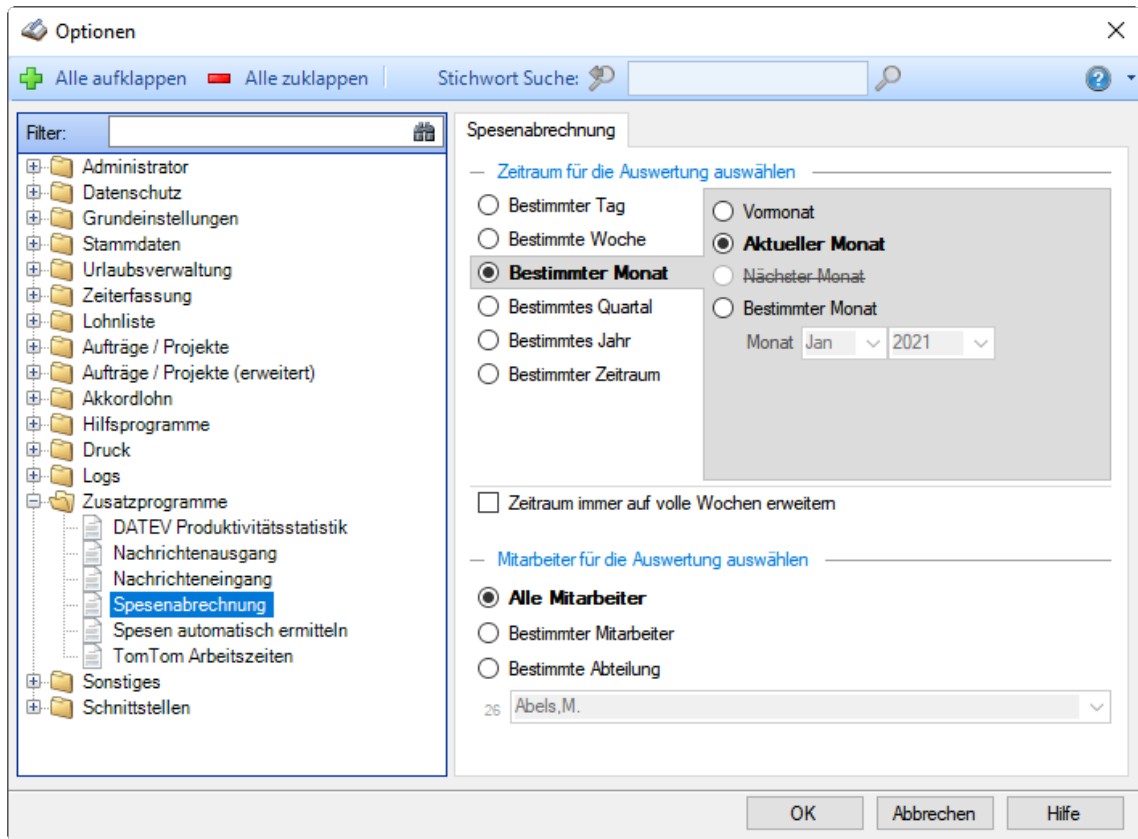 Optionen
Alle aufklappen Alle zuklappen Stichwort Suche:
Filter:
Administrator
Datenschutz
Grundeinstellungen
Stammdaten
Urlaubsverwaltung
Zeiterfassung
Lohnliste
Aufträge / Projekte
Aufträge / Projekte (erweitert)
Akkordlohn
Hilfsprogramme
Druck
Logs
Zusatzprogramme
DATEV Produktivitätsstatistik
Nachrichtenausgang
Nachrichteneingang
Spesenabrechnung
Spesen automatisch ermitteln
TomTom Arbeitszeiten
Sonstiges
Schnittstellen
Spesenabrechnung
Zeitraum für die Auswertung auswählen
Bestimmter Tag
Bestimmte Woche
Bestimmter Monat
Bestimmtes Quartal
Bestimmtes Jahr
Bestimmter Zeitraum
Vormonat
Aktueller Monat
Nächster Monat
Bestimmter Monat
Monat Jan 2021
Zeitraum immer auf volle Wochen erweitern
Mitarbeiter für die Auswertung auswählen
Alle Mitarbeiter
Bestimmter Mitarbeiter
Bestimmte Abteilung
26 Abels,M.
OK Abbrechen Hilfe